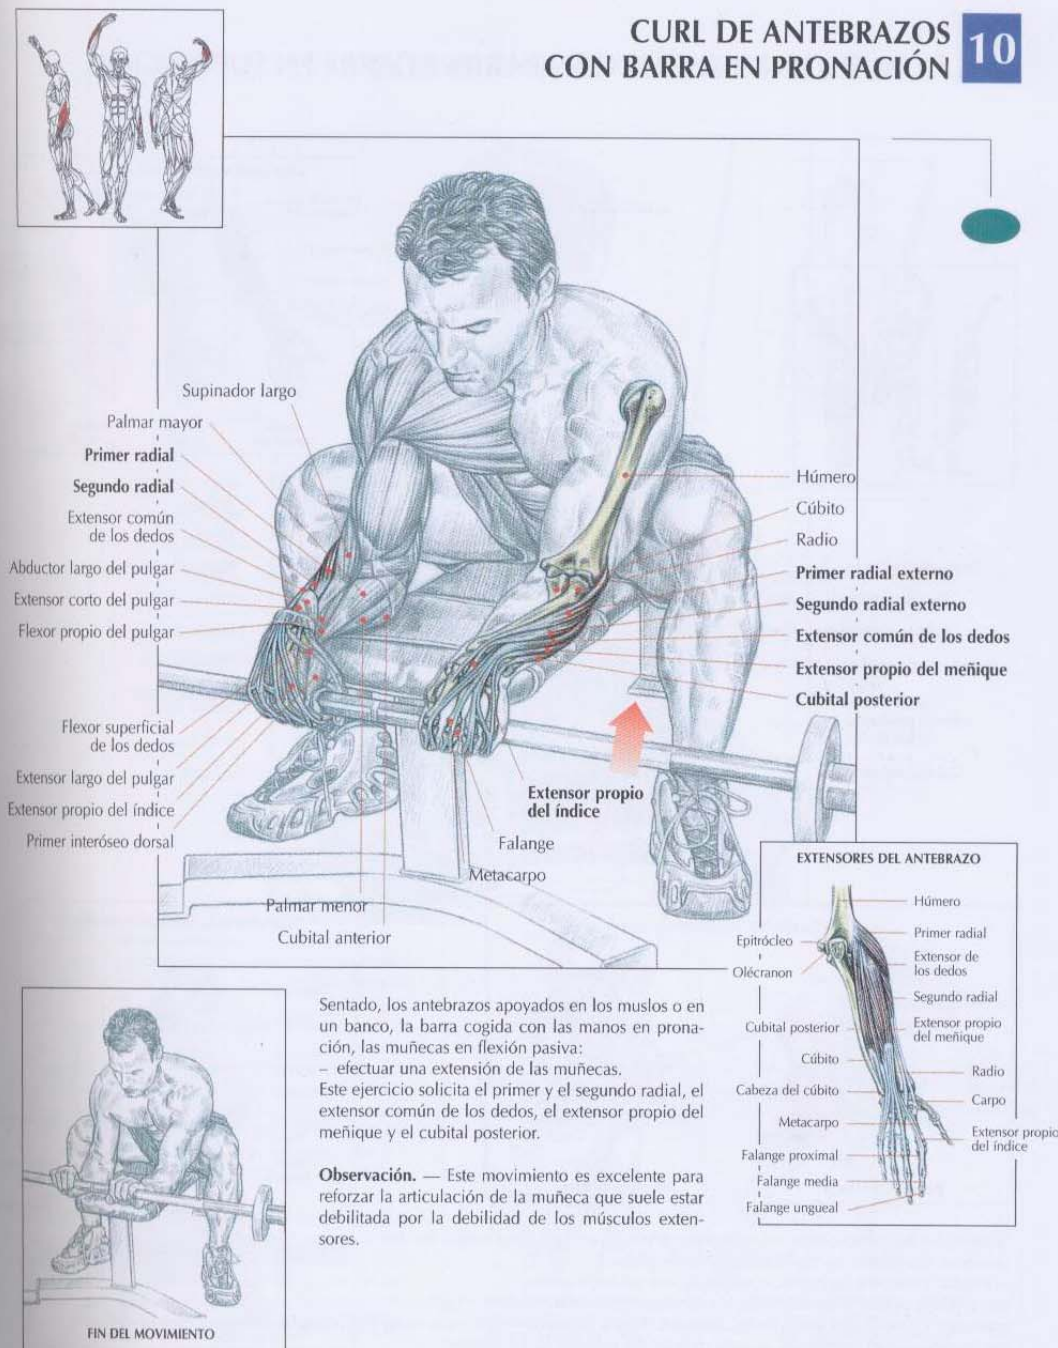 CURL DE ANTEBRAZOS
CON BARRA EN PRONACIÓN
10
Supinador largo
Palmar mayor
Primer radial
Segundo radial
Extensor común
de los dedos
Abductor largo del pulgar
Extensor corto del pulgar
Flexor propio del pulgar
Flexor superficial
de los dedos
Extensor largo del pulgar
Extensor propio del índice
Primer interóseo dorsal
Palmar menor
Cubital anterior
Húmero
Cúbito
Radio
Primer radial externo
Segundo radial externo
Extensor común de los dedos
Extensor propio del meñique
Cubital posterior
Extensor propio
del índice
Falange
Metacarpo
EXTENSORES DEL ANTEBRAZO
Epitrócleo
Olécranon
Cubital posterior
Cúbito
Cabeza del cúbito
Metacarpo
Falange proximal
Falange media
Falange ungueal
Húmero
Primer radial
Extensor de
los dedos
Segundo radial
Extensor propio
del meñique
Radio
Carpo
Extensor propio
del índice
FIN DEL MOVIMIENTO
Sentado, los antebrazos apoyados en los muslos o en
un banco, la barra cogida con las manos en prona-
ción, las muñecas en flexión pasiva:
– efectuar una extensión de las muñecas.
Este ejercicio solicita el primer y el segundo radial, el
extensor común de los dedos, el extensor propio del
meñique y el cubital posterior.
Observación. — Este movimiento es excelente para
reforzar la articulación de la muñeca que suele estar
debilitada por la debilidad de los músculos exten-
sores.